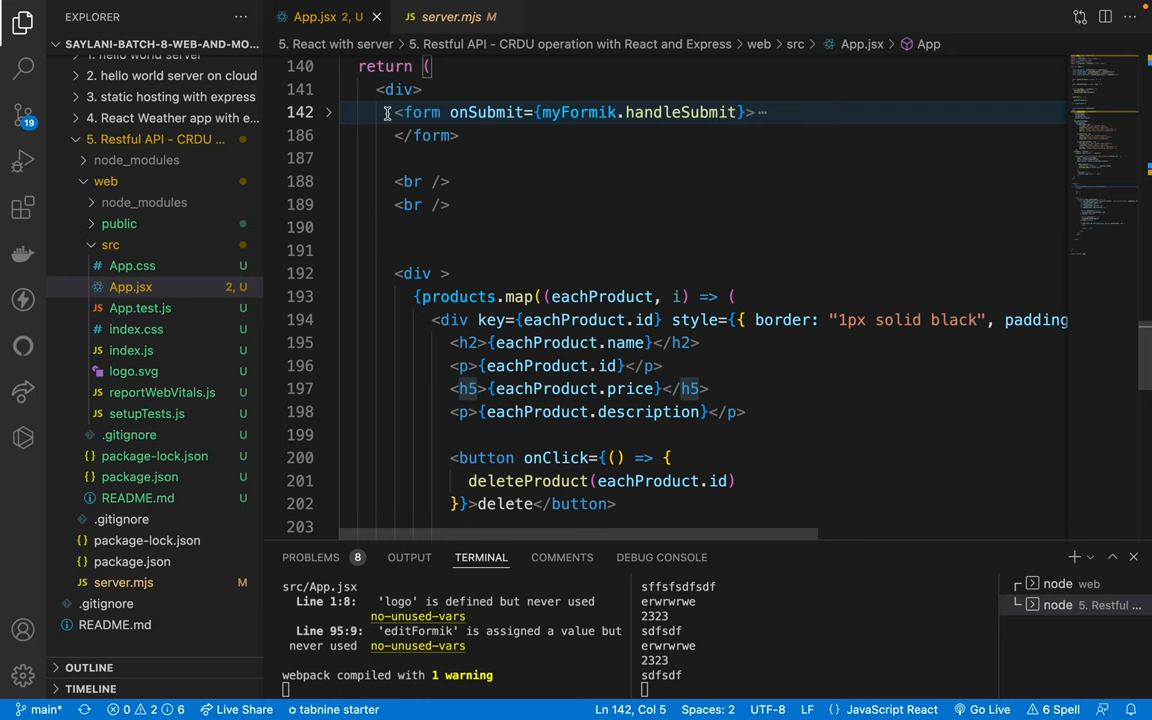 EXPLORER
SAYLANI-BATCH-8-WEB-AND-MO...
1. hello world server
2. hello world server on cloud
3. static hosting with express
4. React Weather app with e...
5. Restful API - CRDU ...
node_modules
web
node_modules
public
src
App.css U
App.jsx 2, U
App.test.js U
index.css U
index.js U
logo.svg U
reportWebVitals.js U
setupTests.js U
.gitignore U
package-lock.json U
package.json U
README.md U
.gitignore
package-lock.json
package.json
server.mjs M
.gitignore
README.md
OUTLINE
TIMELINE
19
App.jsx 2, U
JS server.mjs M
5. React with server > 5. Restful API - CRDU operation with React and Express > web > src > App.jsx > App
140 return (
141 <div>
142 <form onSubmit={myFormik.handleSubmit}>⋯
186 </form>
187
188 <br />
189 <br />
190
191
192 <div >
193 {products.map((eachProduct, i) => (
194 <div key={eachProduct.id} style={{ border: "1px solid black", padding
195 <h2>{eachProduct.name}</h2>
196 <p>{eachProduct.id}</p>
197 <h5>{eachProduct.price}</h5>
198 <p>{eachProduct.description}</p>
199
200 <button onClick={() => {
201 deleteProduct(eachProduct.id)
202 }}>delete</button>
203
PROBLEMS 8 OUTPUT TERMINAL COMMENTS DEBUG CONSOLE
src/App.jsx
Line 1:8: 'logo' is defined but never used
no-unused-vars
Line 95:9: 'editFormik' is assigned a value but
never used no-unused-vars
webpack compiled with 1 warning
sffsfsdfsdf
erwrwrwe
2323
sdfsdf
erwrwrwe
2323
sdfsdf
node web
node 5. Restful ...
main* 0 2 6 Live Share tabnine starter Ln 142, Col 5 Spaces: 2 UTF-8 LF {} JavaScript React Go Live 6 Spell